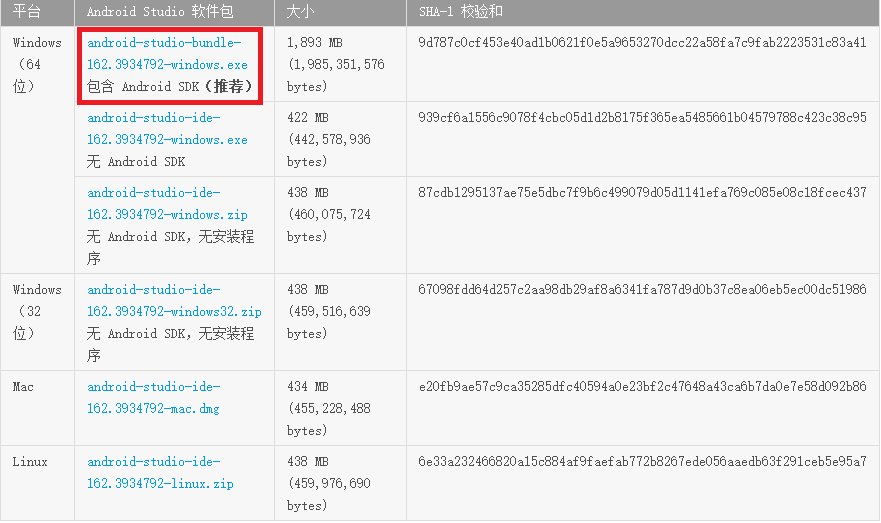 平台 Android Studio 软件包 大小 SHA-1 校验和
Windows
（64
位）
android-studio-bundle-
162.3934792-windows.exe
包含 Android SDK（推荐）
1,893 MB
(1,985,351,576
bytes)
9d787c0cf453e40ad1b0621f0e5a9653270dcc22a58fa7c9fab2223531c83a41
android-studio-ide-
162.3934792-windows.exe
无 Android SDK
422 MB
(442,578,936
bytes)
939cf6a1556c9078f4cbc05d1d2b8175f365ea5485661b04579788c423c38c95
android-studio-ide-
162.3934792-windows.zip
无 Android SDK，无安装程
序
438 MB
(460,075,724
bytes)
87cdb1295137ae75e5dbc7f9b6c499079d05d1141efa769c085e08c18fcec437
Windows
（32
位）
android-studio-ide-
162.3934792-windows32.zip
无 Android SDK，无安装程
序
438 MB
(459,516,639
bytes)
67098fdd64d257c2aa98db29af8a6341fa787d9d0b37c8ea06eb5ec00dc51986
Mac
android-studio-ide-
162.3934792-mac.dmg
434 MB
(455,228,488
bytes)
e20fb9ae57c9ca35285dfc40594a0e23bf2c47648a43ca6b7da0e7e58d092b86
Linux
android-studio-ide-
162.3934792-linux.zip
438 MB
(459,976,690
bytes)
6e33a232466820a15c884af9faefab772b8267ede056aaedb63f291ceb5e95a7